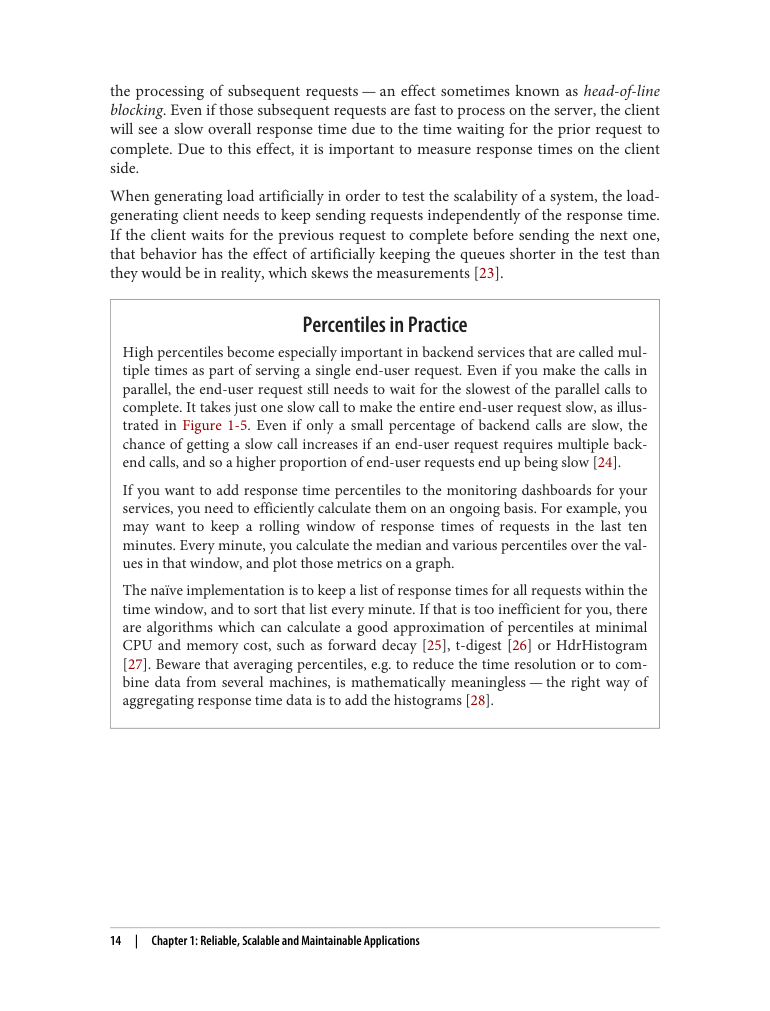 the processing of subsequent requests — an effect sometimes known as head-of-line
blocking. Even if those subsequent requests are fast to process on the server, the client
will see a slow overall response time due to the time waiting for the prior request to
complete. Due to this effect, it is important to measure response times on the client
side.
When generating load artificially in order to test the scalability of a system, the load-
generating client needs to keep sending requests independently of the response time.
If the client waits for the previous request to complete before sending the next one,
that behavior has the effect of artificially keeping the queues shorter in the test than
they would be in reality, which skews the measurements [23].
Percentiles in Practice
High percentiles become especially important in backend services that are called mul-
tiple times as part of serving a single end-user request. Even if you make the calls in
parallel, the end-user request still needs to wait for the slowest of the parallel calls to
complete. It takes just one slow call to make the entire end-user request slow, as illus-
trated in Figure 1-5. Even if only a small percentage of backend calls are slow, the
chance of getting a slow call increases if an end-user request requires multiple back-
end calls, and so a higher proportion of end-user requests end up being slow [24].
If you want to add response time percentiles to the monitoring dashboards for your
services, you need to efficiently calculate them on an ongoing basis. For example, you
may want to keep a rolling window of response times of requests in the last ten
minutes. Every minute, you calculate the median and various percentiles over the val-
ues in that window, and plot those metrics on a graph.
The naïve implementation is to keep a list of response times for all requests within the
time window, and to sort that list every minute. If that is too inefficient for you, there
are algorithms which can calculate a good approximation of percentiles at minimal
CPU and memory cost, such as forward decay [25], t-digest [26] or HdrHistogram
[27]. Beware that averaging percentiles, e.g. to reduce the time resolution or to com-
bine data from several machines, is mathematically meaningless — the right way of
aggregating response time data is to add the histograms [28].
14 | Chapter 1: Reliable, Scalable and Maintainable Applications